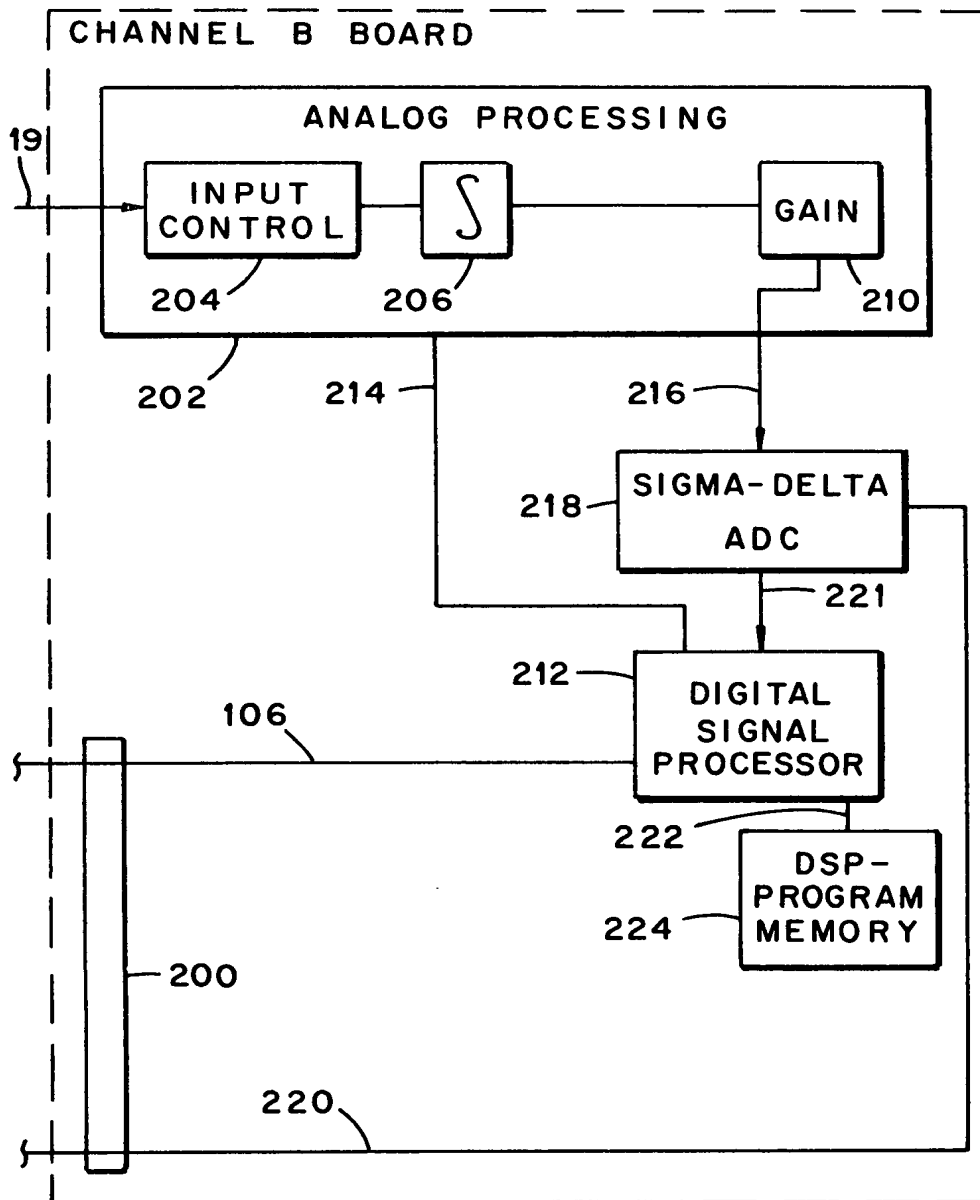 CHANNEL B BOARD
ANALOG PROCESSING
19
INPUT
CONTROL
∫
GAIN
204
206
210
202
214
216
218
SIGMA-DELTA
ADC
221
212
DIGITAL
SIGNAL
PROCESSOR
106
222
DSP-
PROGRAM
MEMORY
224
200
220